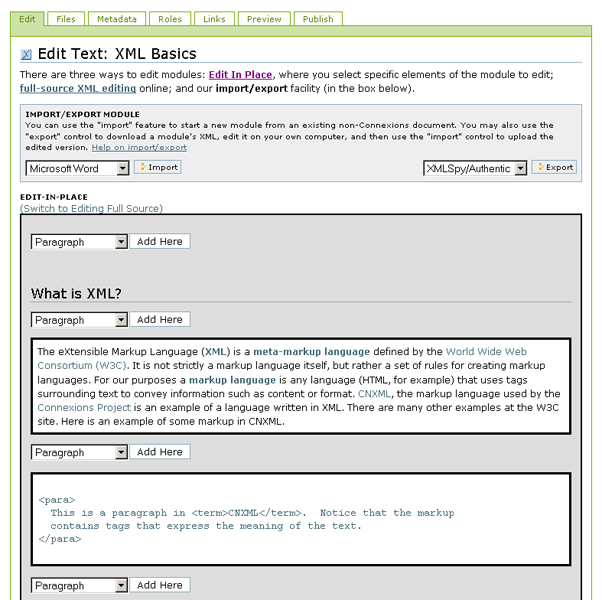 Edit Files Metadata Roles Links Preview Publish
Edit Text: XML Basics
There are three ways to edit modules: Edit In Place, where you select specific elements of the module to edit;
full-source XML editing online; and our import/export facility (in the box below).
IMPORT/EXPORT MODULE
You can use the "import" feature to start a new module from an existing non-Connexions document. You may also use the
"export" control to download a module's XML, edit it on your own computer, and then use the "import" control to upload the
edited version. Help on import/export
Microsoft Word Import XMLSpy/Authentic Export
EDIT-IN-PLACE
(Switch to Editing Full Source)
Paragraph Add Here
What is XML?
Paragraph Add Here
The eXtensible Markup Language (XML) is a meta-markup language defined by the World Wide Web
Consortium (W3C). It is not strictly a markup language itself, but rather a set of rules for creating markup
languages. For our purposes a markup language is any language (HTML, for example) that uses tags
surrounding text to convey information such as content or format. CNXML, the markup language used by the
Connexions Project is an example of a language written in XML. There are many other examples at the W3C
site. Here is an example of some markup in CNXML.
Paragraph Add Here
<para>
This is a paragraph in <term>CNXML</term>. Notice that the markup
contains tags that express the meaning of the text.
</para>
Paragraph Add Here